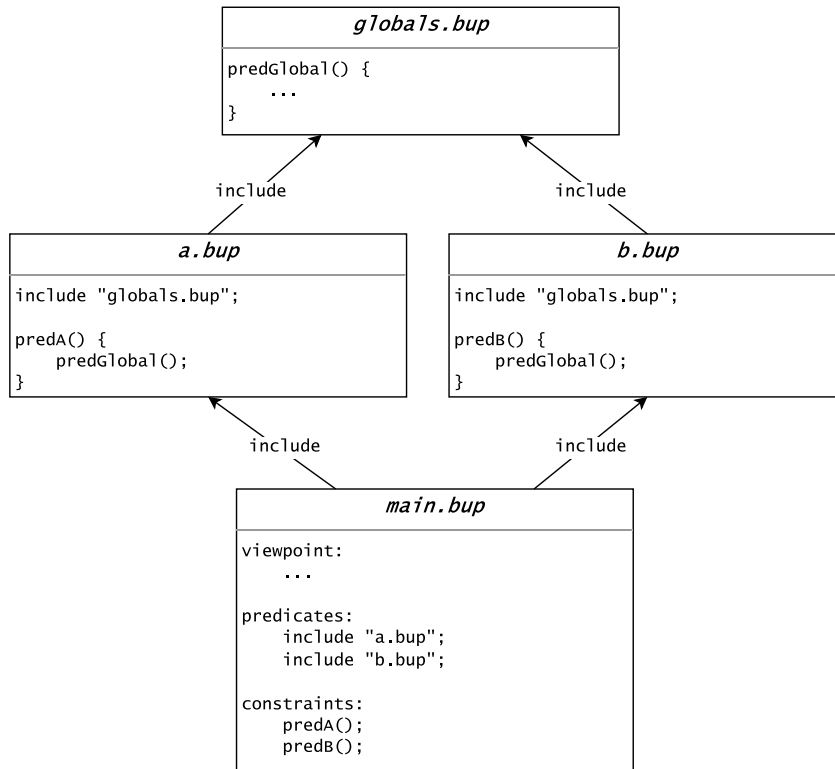 globals.bup
predGlobal() {
...
}
include
include
a.bup
include "globals.bup";
predA() {
predGlobal();
}
b.bup
include "globals.bup";
predB() {
predGlobal();
}
include
include
main.bup
viewpoint:
...
predicates:
include "a.bup";
include "b.bup";
constraints:
predA();
predB();